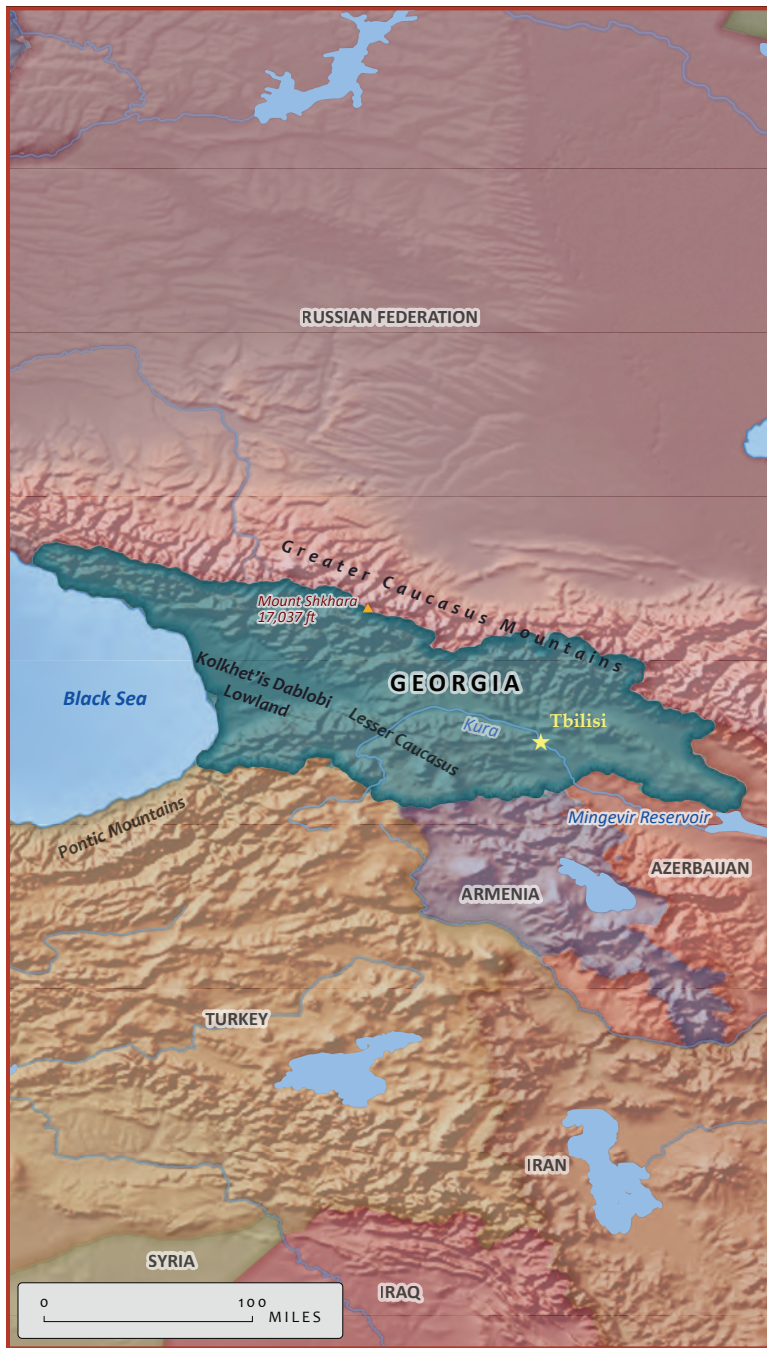 RUSSIAN FEDERATION
Greater Caucasus Mountains
Mount Shkhara
17,037 ft
Kolkhet'is Dablobi
Lowland
GEORGIA
Black Sea
Lesser Caucasus
Kura
Tbilisi
Pontic Mountains
Mingevir Reservoir
AZERBAIJAN
ARMENIA
TURKEY
IRAN
SYRIA
IRAQ
0 100
MILES